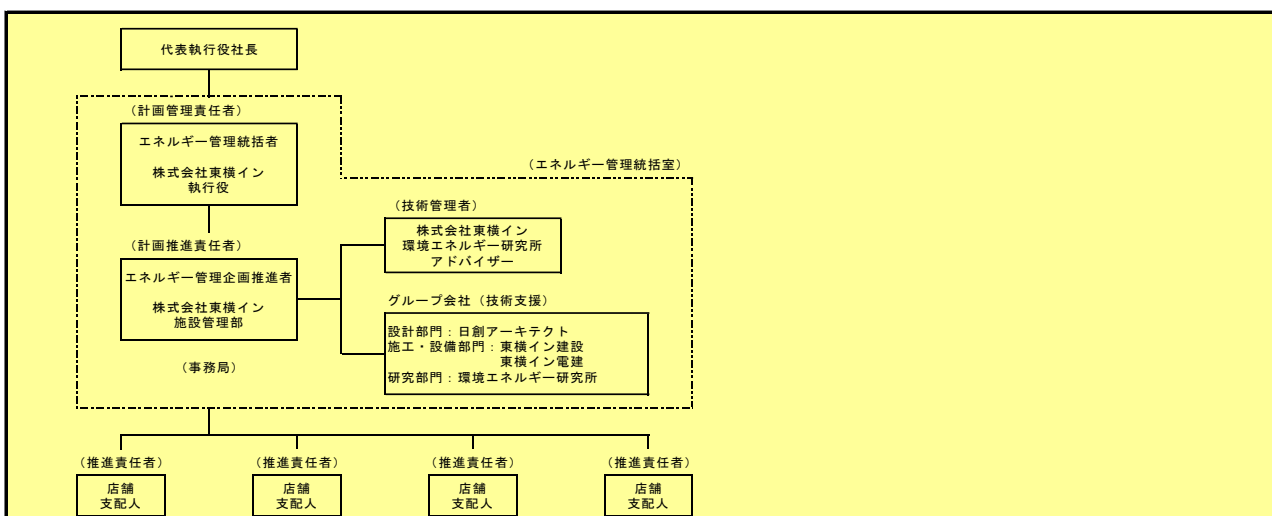 代表執行役社長
（計画管理責任者）
エネルギー管理統括者
株式会社東横イン
執行役
（エネルギー管理統括室）
（計画推進責任者）
エネルギー管理企画推進者
株式会社東横イン
施設管理部
（事務局）
（技術管理者）
株式会社東横イン
環境エネルギー研究所
アドバイザー
グループ会社（技術支援）
設計部門：日創アーキテクト
施工・設備部門：東横イン建設
東横イン電建
研究部門：環境エネルギー研究所
（推進責任者）
店舗
支配人
（推進責任者）
店舗
支配人
（推進責任者）
店舗
支配人
（推進責任者）
店舗
支配人